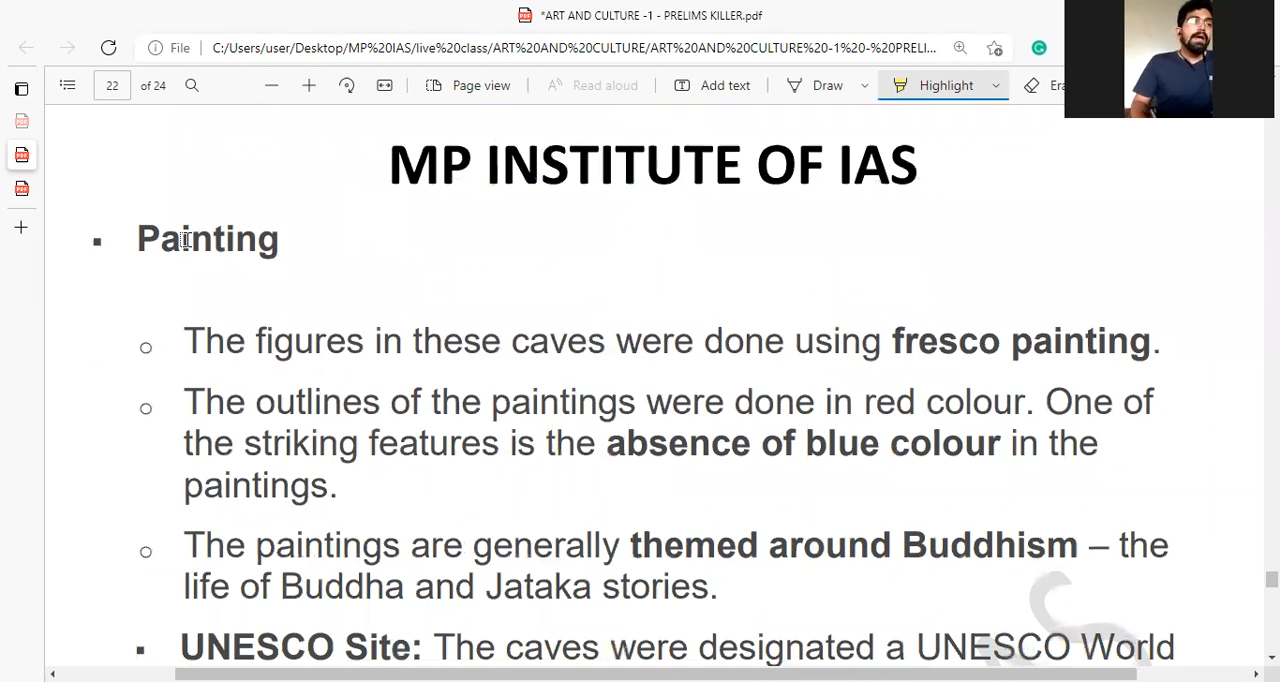 *ART AND CULTURE -1 - PRELIMS KILLER.pdf
File C:/Users/user/Desktop/MP%20IAS/live%20class/ART%20AND%20CULTURE/ART%20AND%20CULTURE%20-1%20-%20PRELI...
22 of 24 Page view Read aloud Add text Draw Highlight Era
MP INSTITUTE OF IAS
▪ Painting
o The figures in these caves were done using fresco painting.
o The outlines of the paintings were done in red colour. One of
the striking features is the absence of blue colour in the
paintings.
o The paintings are generally themed around Buddhism – the
life of Buddha and Jataka stories.
▪ UNESCO Site: The caves were designated a UNESCO World